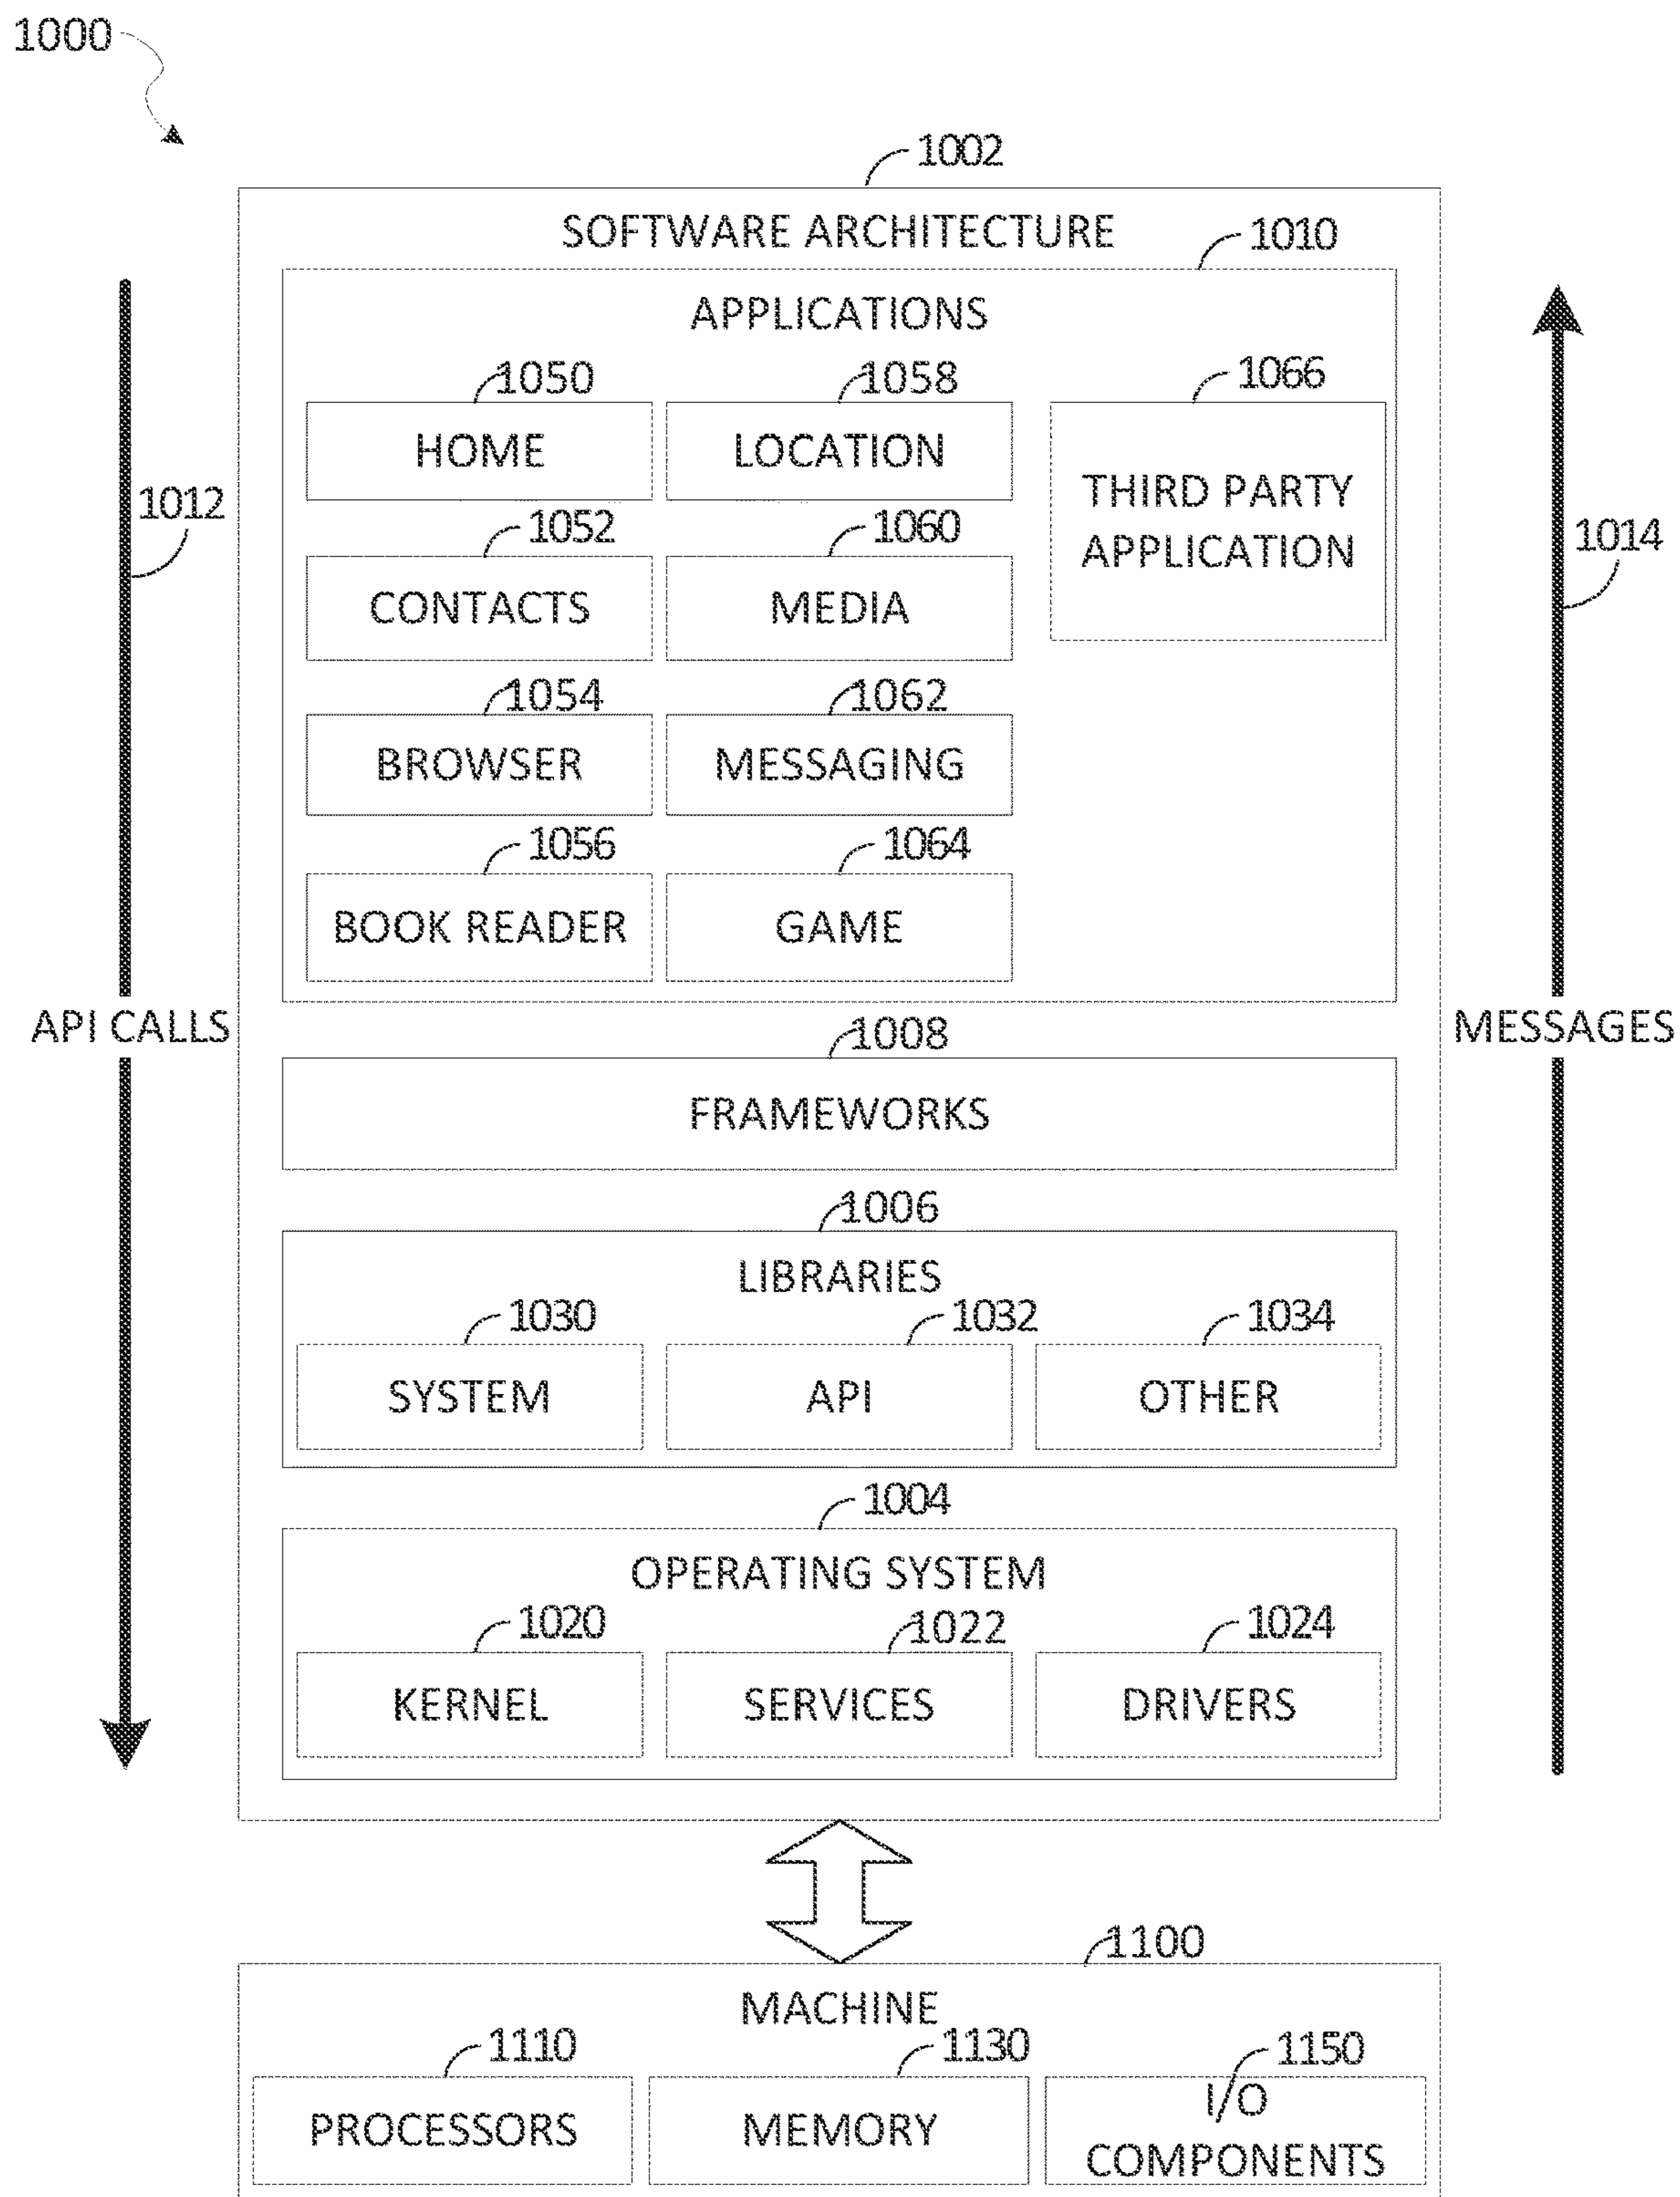 1000
1002
SOFTWARE ARCHITECTURE
1010
APPLICATIONS
1050
1058
1066
HOME
LOCATION
THIRD PARTY
APPLICATION
1012
1052
1060
1014
CONTACTS
MEDIA
1054
1062
BROWSER
MESSAGING
1056
1064
BOOK READER
GAME
API CALLS
1008
MESSAGES
FRAMEWORKS
1006
LIBRARIES
1030
1032
1034
SYSTEM
API
OTHER
1004
OPERATING SYSTEM
1020
1022
1024
KERNEL
SERVICES
DRIVERS
1100
MACHINE
1110
1130
1150
PROCESSORS
MEMORY
I/O
COMPONENTS